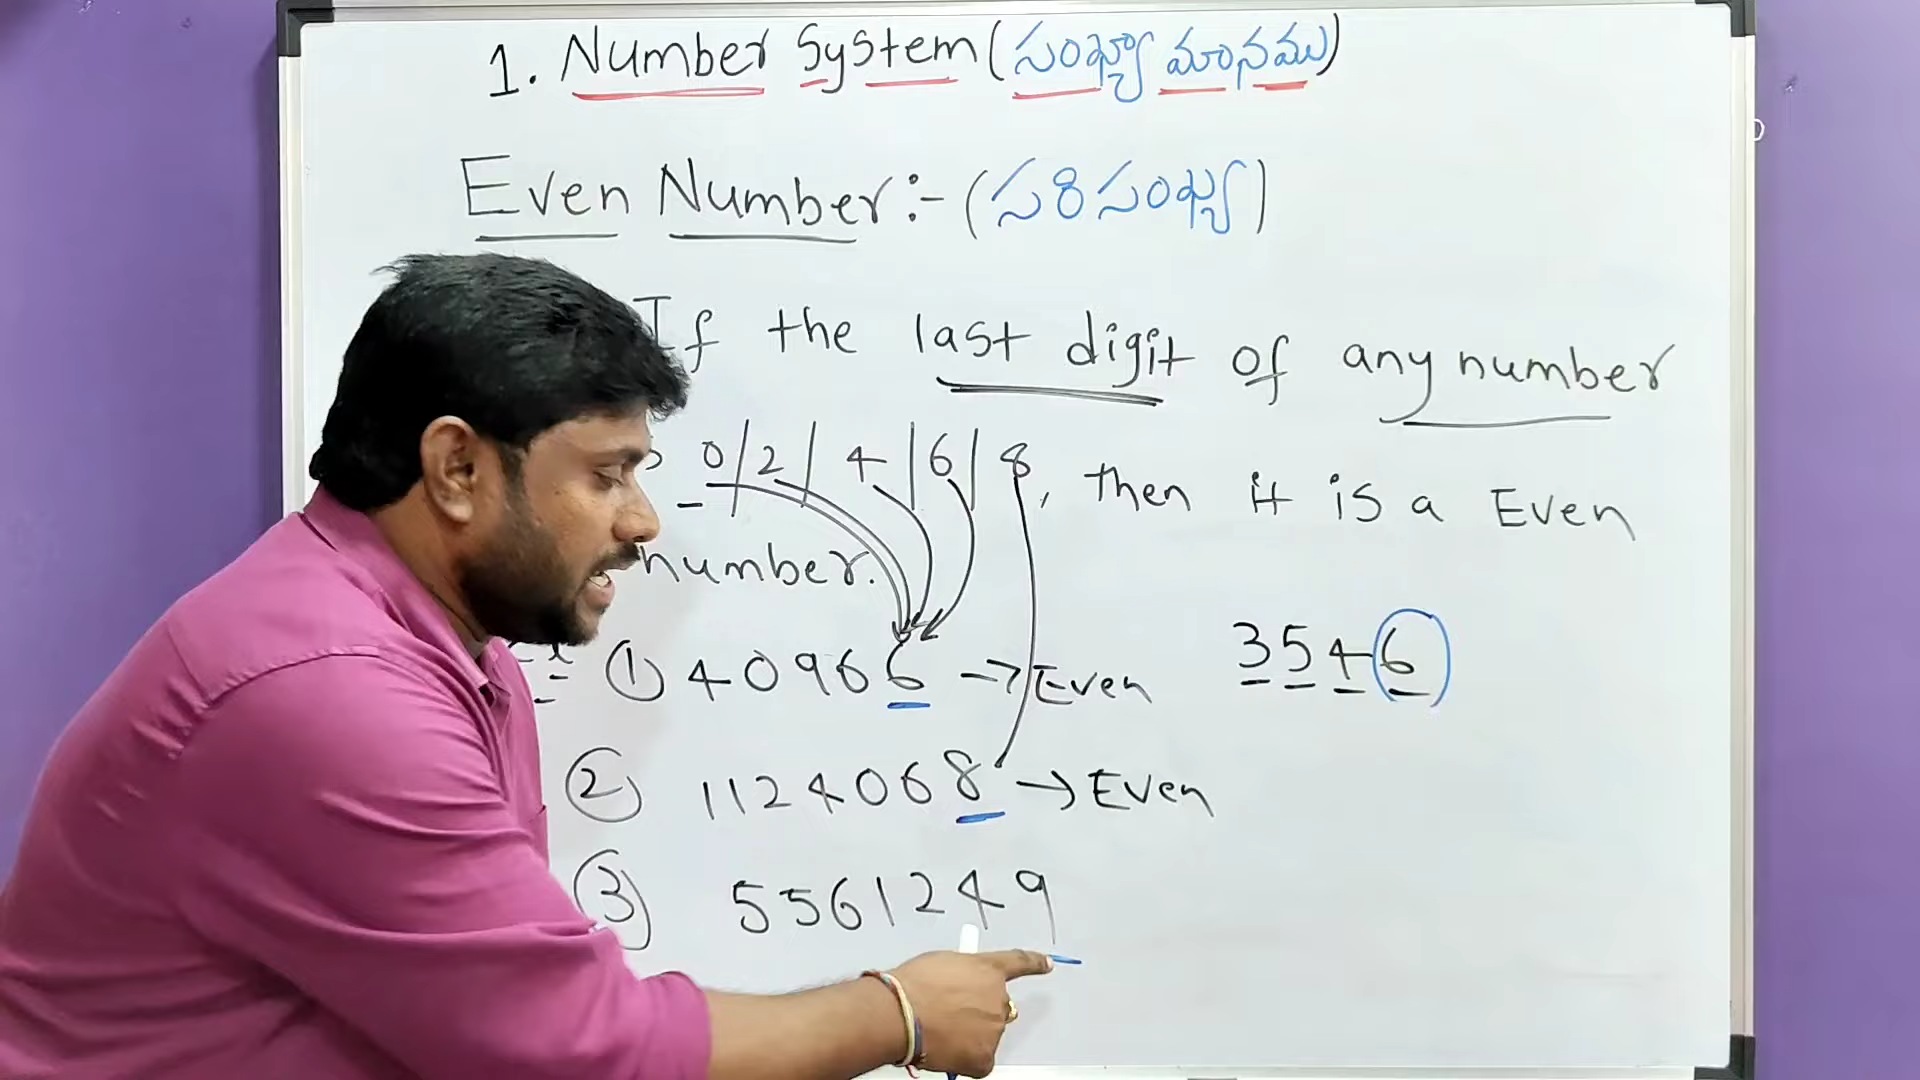 1. Number System (సంఖ్యా మానము)
Even Number:- (సరి సంఖ్య)
If the last digit of any number
0/2/4/6/8, then it is a Even
number.
① 40966 → Even 3546
② 1124068 → Even
③ 5561249